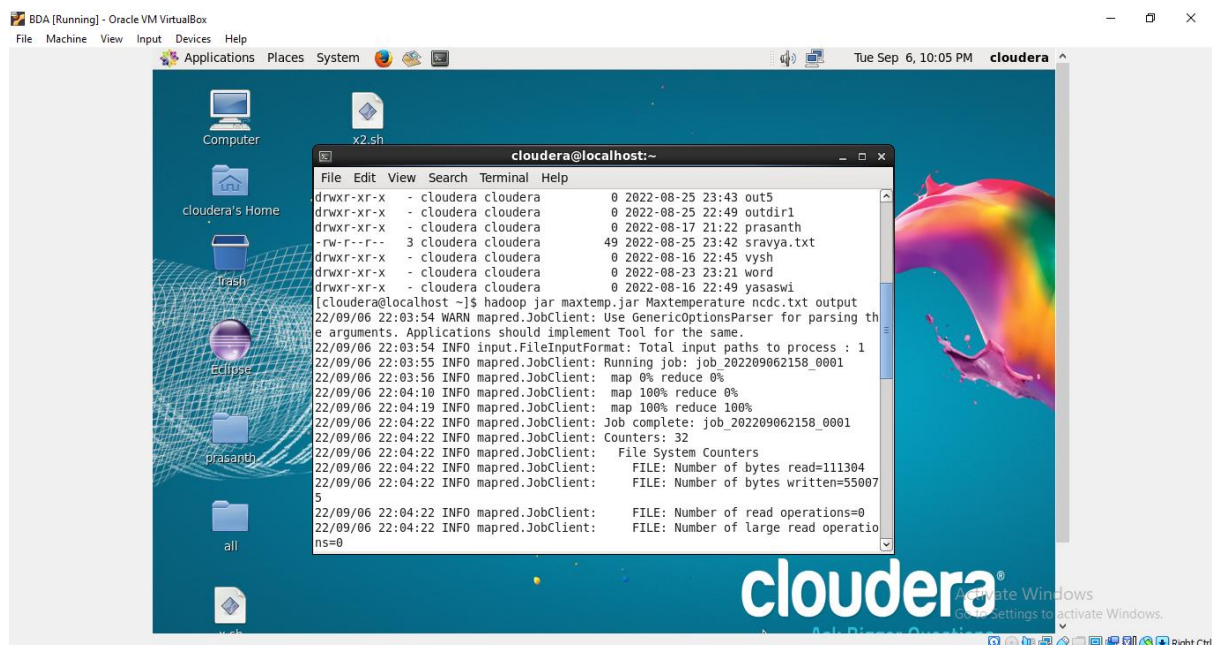 BDA [Running] - Oracle VM VirtualBox
File Machine View Input Devices Help
Applications Places System
Tue Sep 6, 10:05 PM cloudera
Computer
x2.sh
cloudera's Home
Trash
Eclipse
prasanth
all
cloudera@localhost:~
File Edit View Search Terminal Help
drwxr-xr-x   - cloudera cloudera          0 2022-08-25 23:43 out5
drwxr-xr-x   - cloudera cloudera          0 2022-08-25 22:49 outdir1
drwxr-xr-x   - cloudera cloudera          0 2022-08-17 21:22 prasanth
-rw-r--r--   3 cloudera cloudera         49 2022-08-25 23:42 sravya.txt
drwxr-xr-x   - cloudera cloudera          0 2022-08-16 22:45 vysh
drwxr-xr-x   - cloudera cloudera          0 2022-08-23 23:21 word
drwxr-xr-x   - cloudera cloudera          0 2022-08-16 22:49 yasaswi
[cloudera@localhost ~]$ hadoop jar maxtemp.jar Maxtemperature ncdc.txt output
22/09/06 22:03:54 WARN mapred.JobClient: Use GenericOptionsParser for parsing th
e arguments. Applications should implement Tool for the same.
22/09/06 22:03:54 INFO input.FileInputFormat: Total input paths to process : 1
22/09/06 22:03:55 INFO mapred.JobClient: Running job: job_202209062158_0001
22/09/06 22:03:56 INFO mapred.JobClient:  map 0% reduce 0%
22/09/06 22:04:10 INFO mapred.JobClient:  map 100% reduce 0%
22/09/06 22:04:19 INFO mapred.JobClient:  map 100% reduce 100%
22/09/06 22:04:22 INFO mapred.JobClient: Job complete: job_202209062158_0001
22/09/06 22:04:22 INFO mapred.JobClient: Counters: 32
22/09/06 22:04:22 INFO mapred.JobClient:   File System Counters
22/09/06 22:04:22 INFO mapred.JobClient:     FILE: Number of bytes read=111304
22/09/06 22:04:22 INFO mapred.JobClient:     FILE: Number of bytes written=55007
5
22/09/06 22:04:22 INFO mapred.JobClient:     FILE: Number of read operations=0
22/09/06 22:04:22 INFO mapred.JobClient:     FILE: Number of large read operatio
ns=0
cloudera®
Activate Windows
Go to Settings to activate Windows.
Right Ctrl